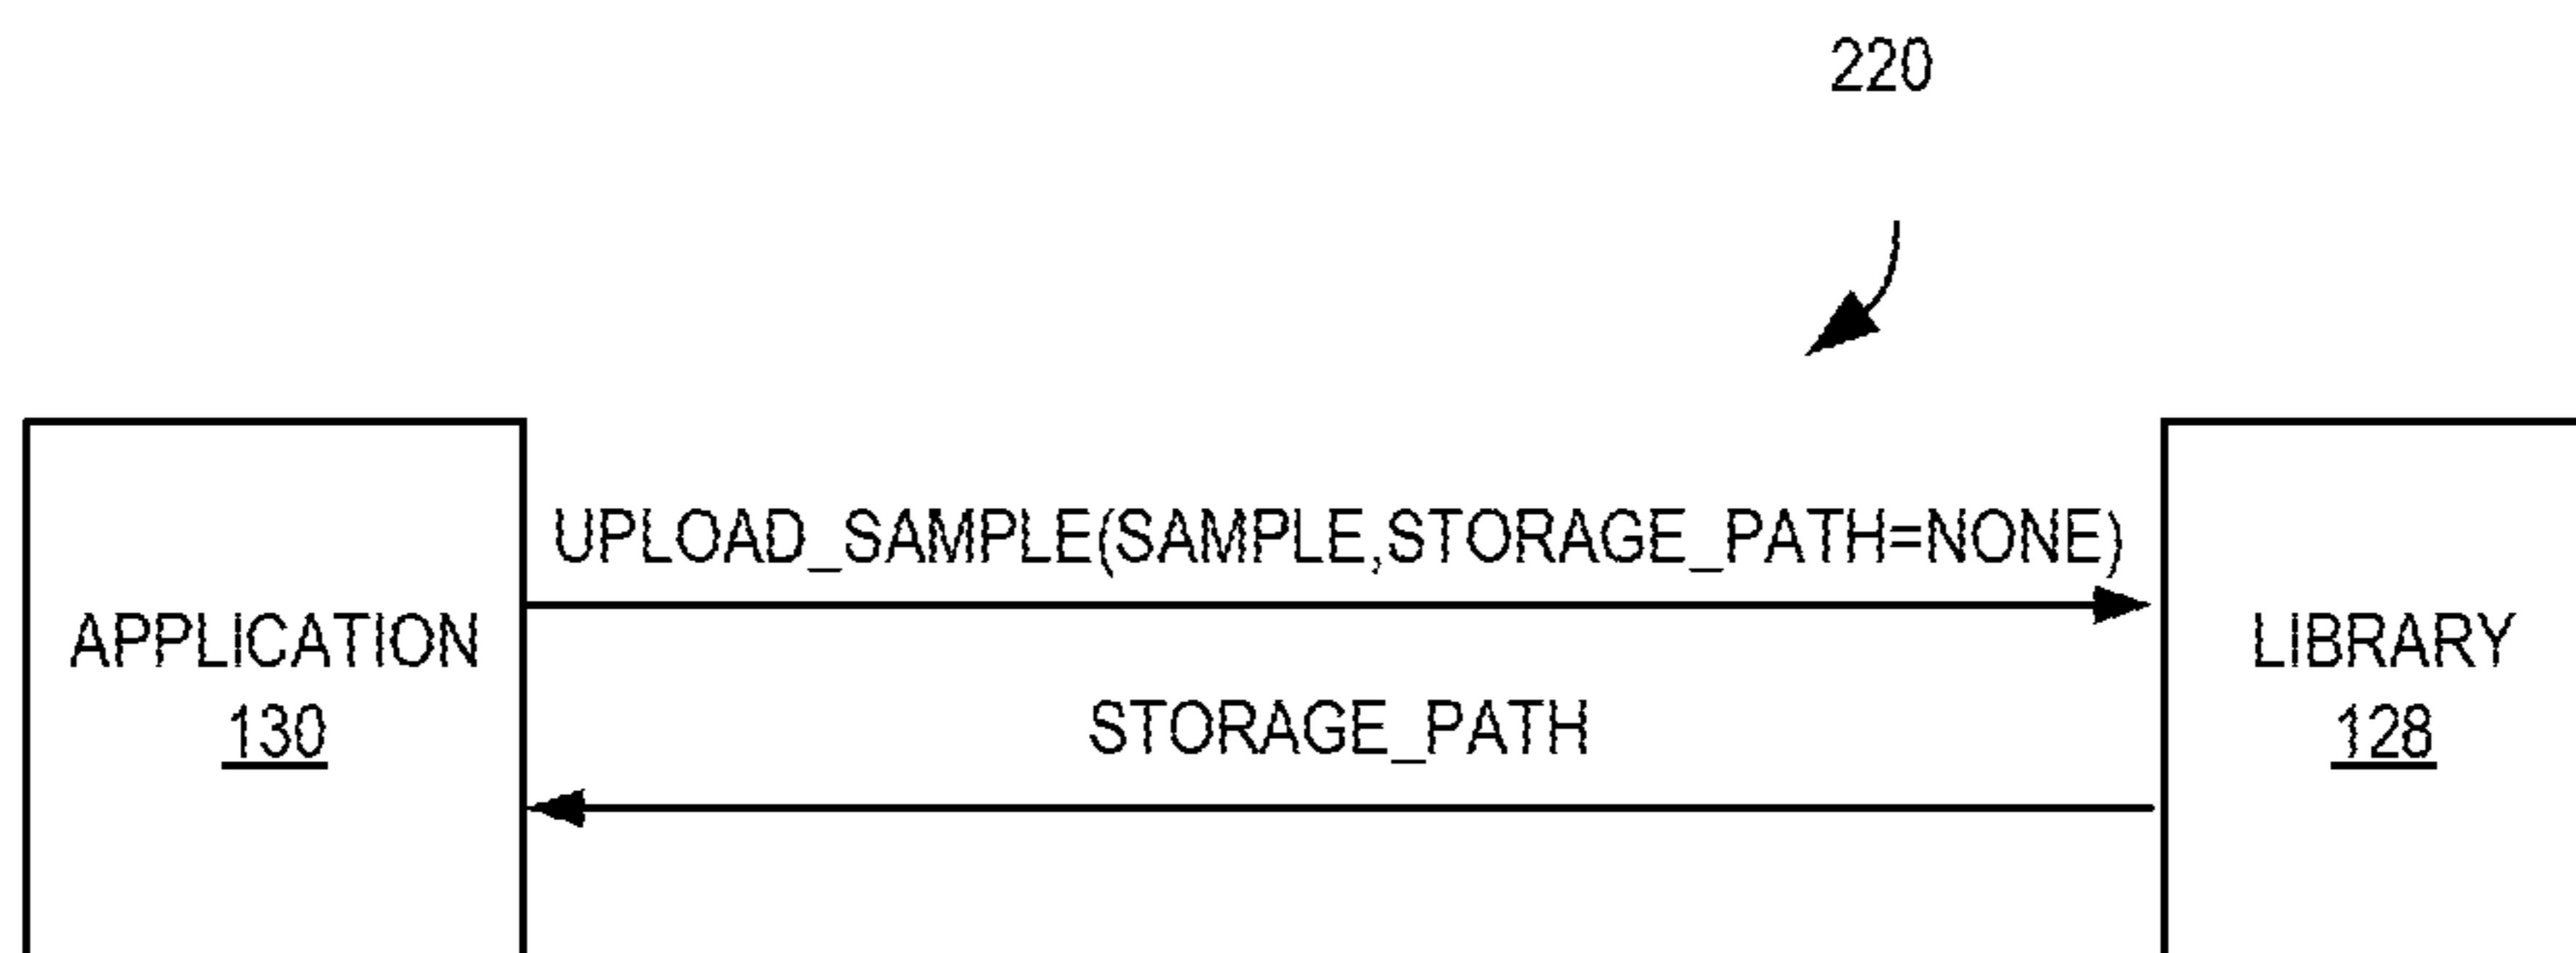 220
UPLOAD_SAMPLE(SAMPLE,STORAGE_PATH=NONE)
APPLICATION
130
STORAGE_PATH
LIBRARY
128